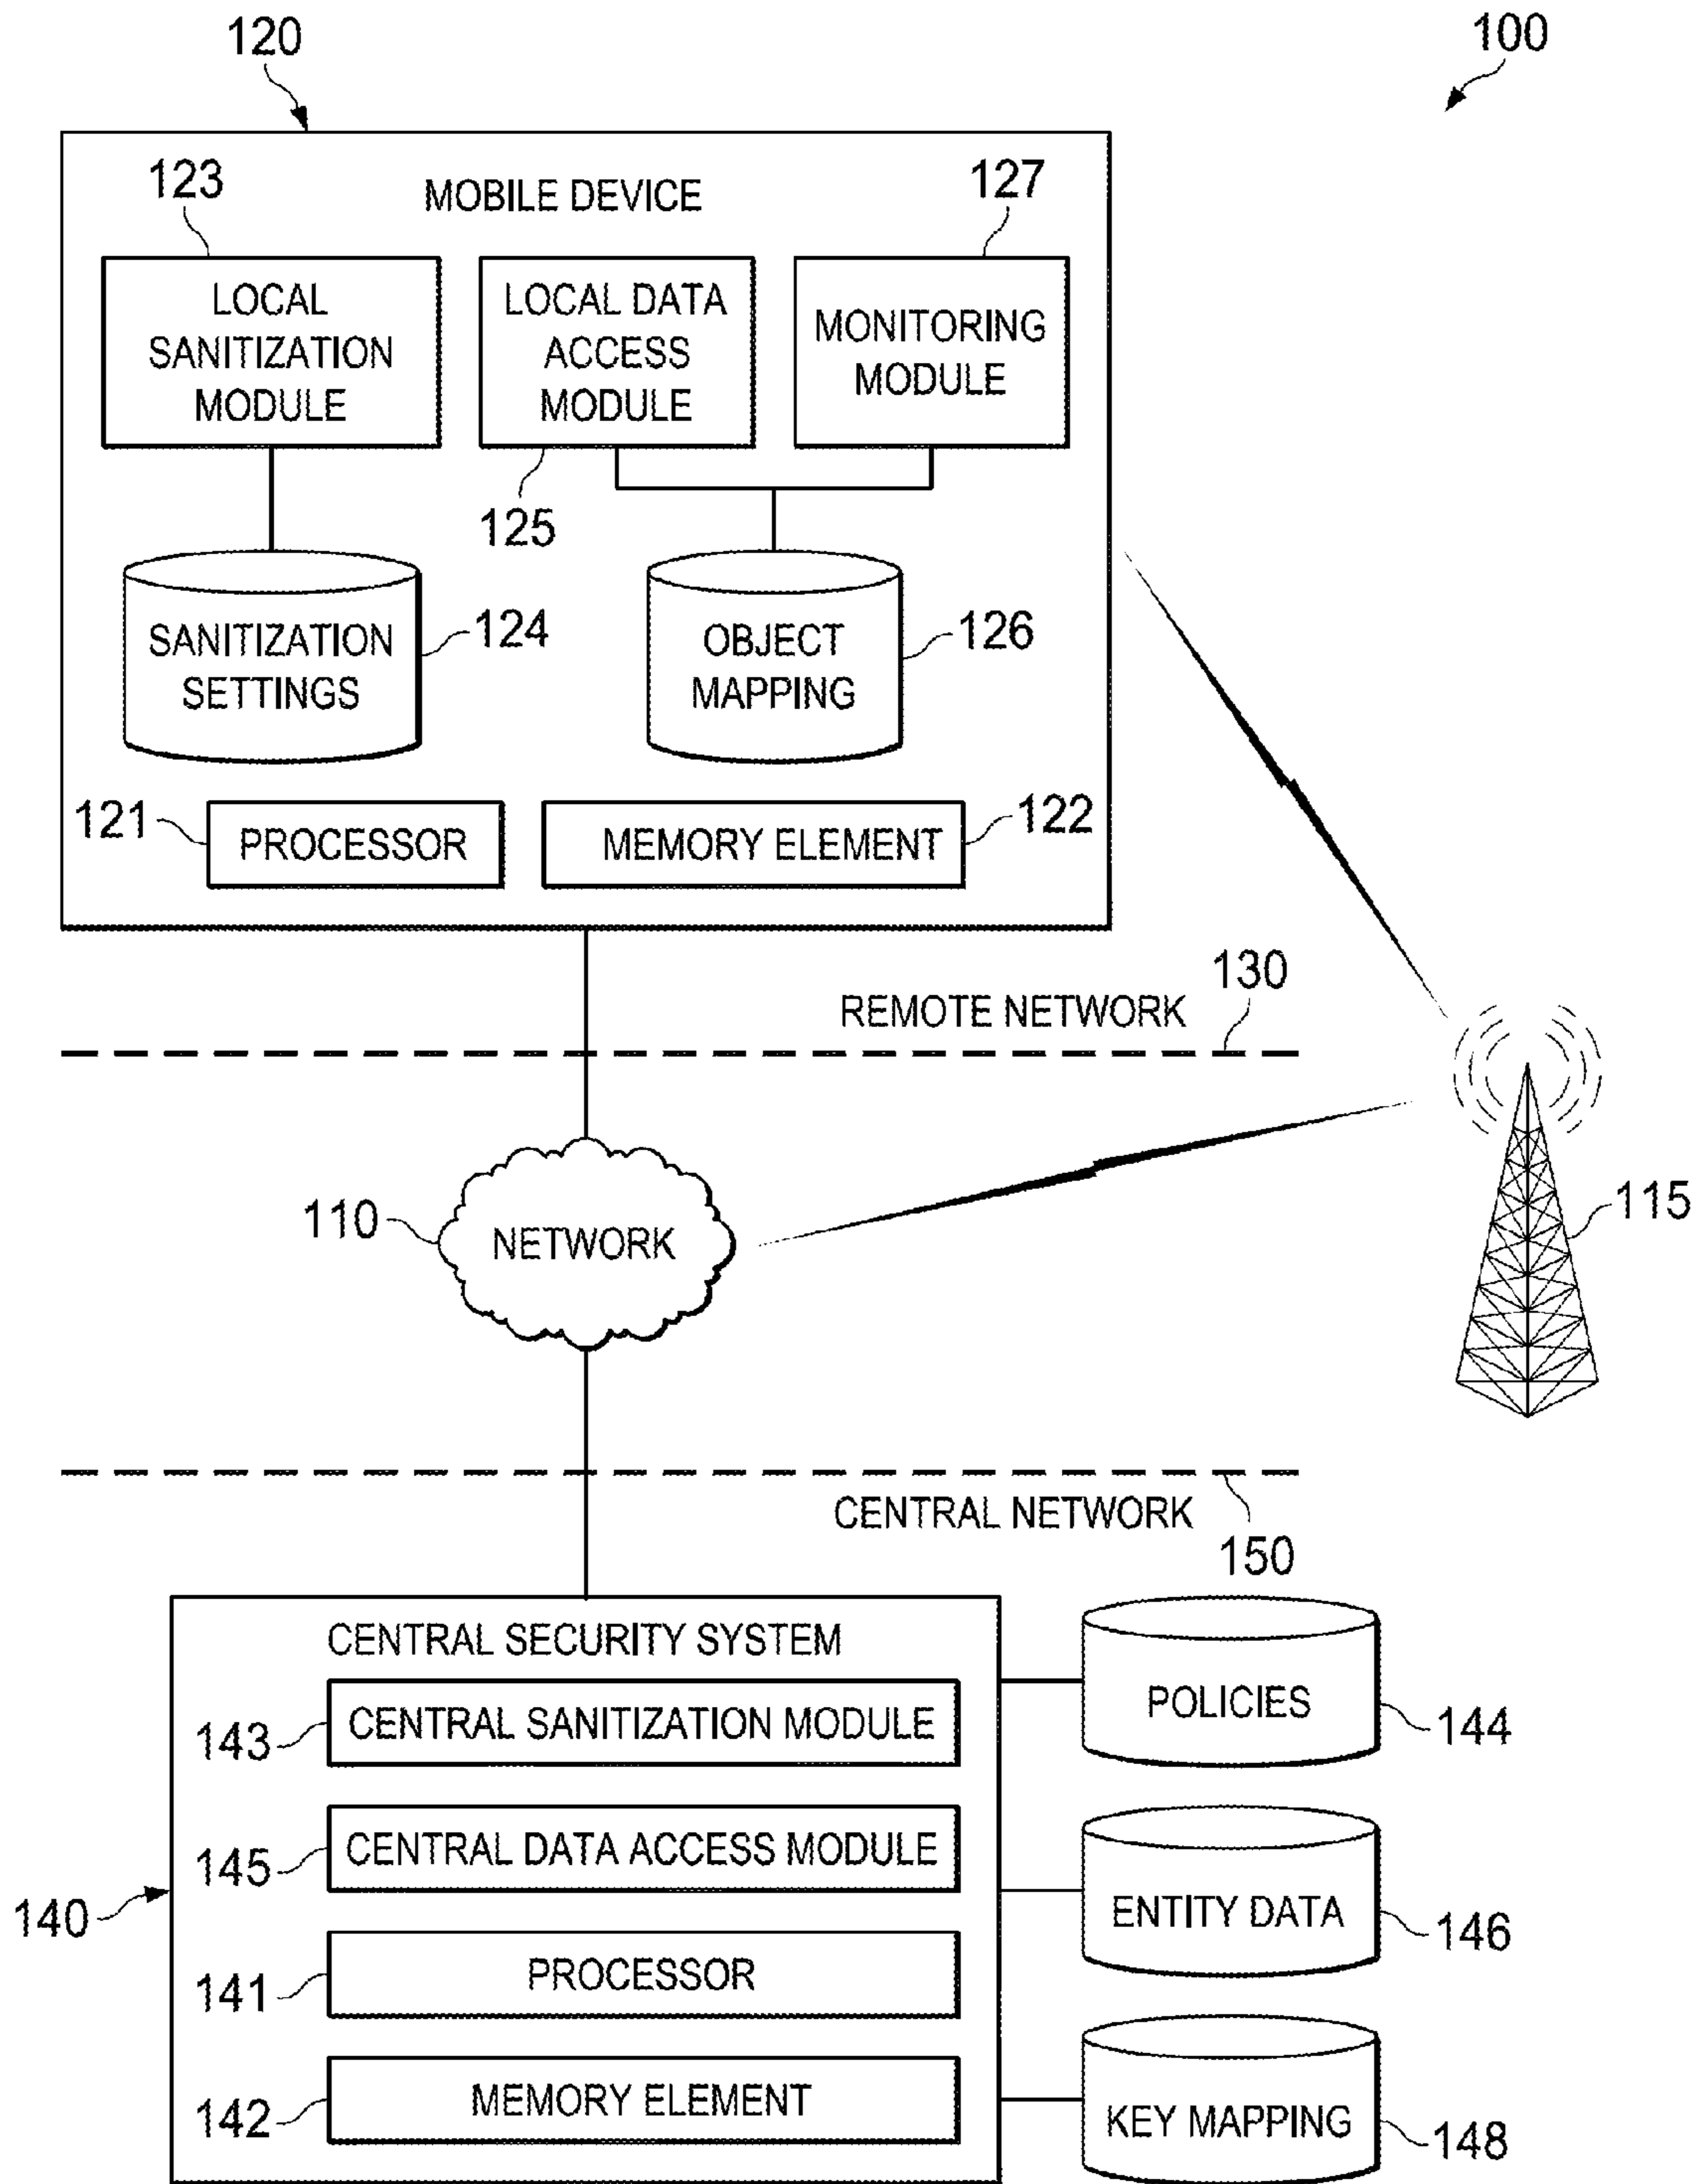 120
100
123
MOBILE DEVICE
127
LOCAL
SANITIZATION
MODULE
LOCAL DATA
ACCESS
MODULE
MONITORING
MODULE
125
SANITIZATION
SETTINGS
124
OBJECT
MAPPING
126
121
PROCESSOR
MEMORY ELEMENT
122
130
REMOTE NETWORK
110
NETWORK
115
CENTRAL NETWORK
150
CENTRAL SECURITY SYSTEM
143
CENTRAL SANITIZATION MODULE
POLICIES
144
145
CENTRAL DATA ACCESS MODULE
140
ENTITY DATA
146
141
PROCESSOR
142
MEMORY ELEMENT
KEY MAPPING
148